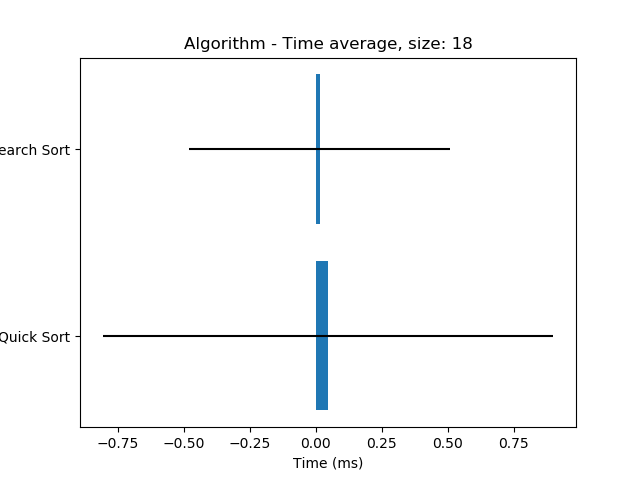 Algorithm - Time average, size: 18
earch Sort
Quick Sort
−0.75 −0.50 −0.25 0.00 0.25 0.50 0.75
Time (ms)